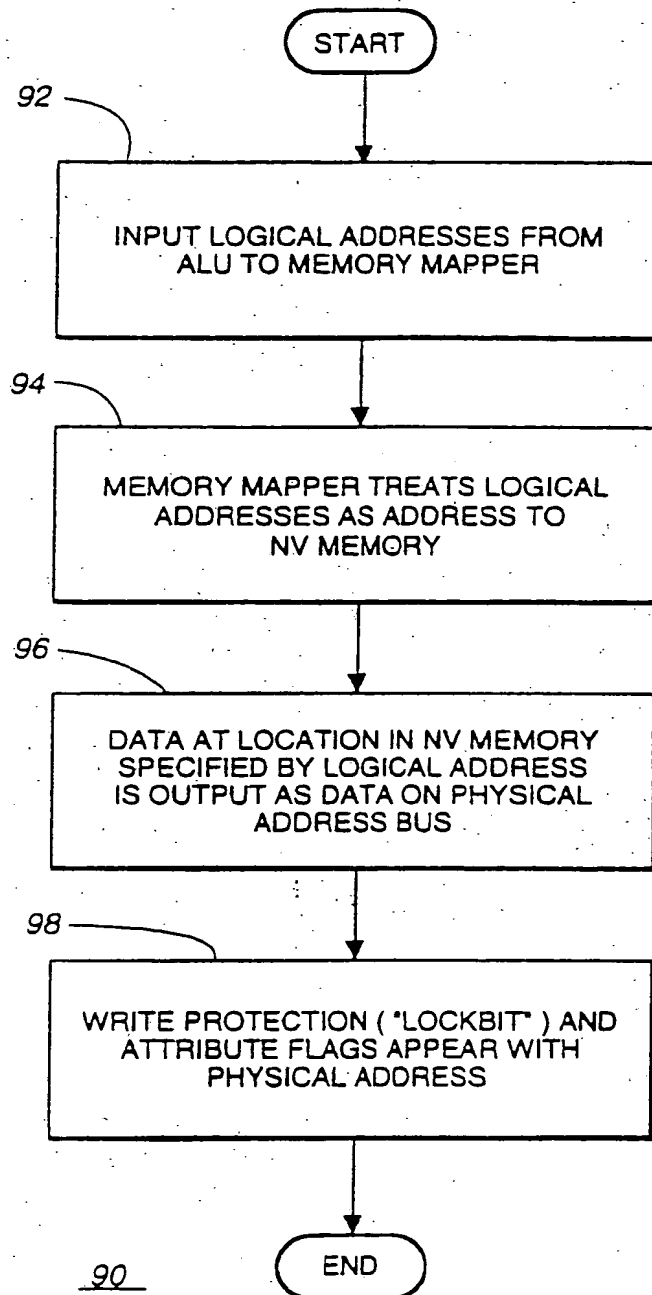 START
92
INPUT LOGICAL ADDRESSES FROM
ALU TO MEMORY MAPPER
94
MEMORY MAPPER TREATS LOGICAL
ADDRESSES AS ADDRESS TO
NV MEMORY
96
DATA AT LOCATION IN NV MEMORY
SPECIFIED BY LOGICAL ADDRESS
IS OUTPUT AS DATA ON PHYSICAL
ADDRESS BUS
98
WRITE PROTECTION ( "LOCKBIT" ) AND
ATTRIBUTE FLAGS APPEAR WITH
PHYSICAL ADDRESS
END
90